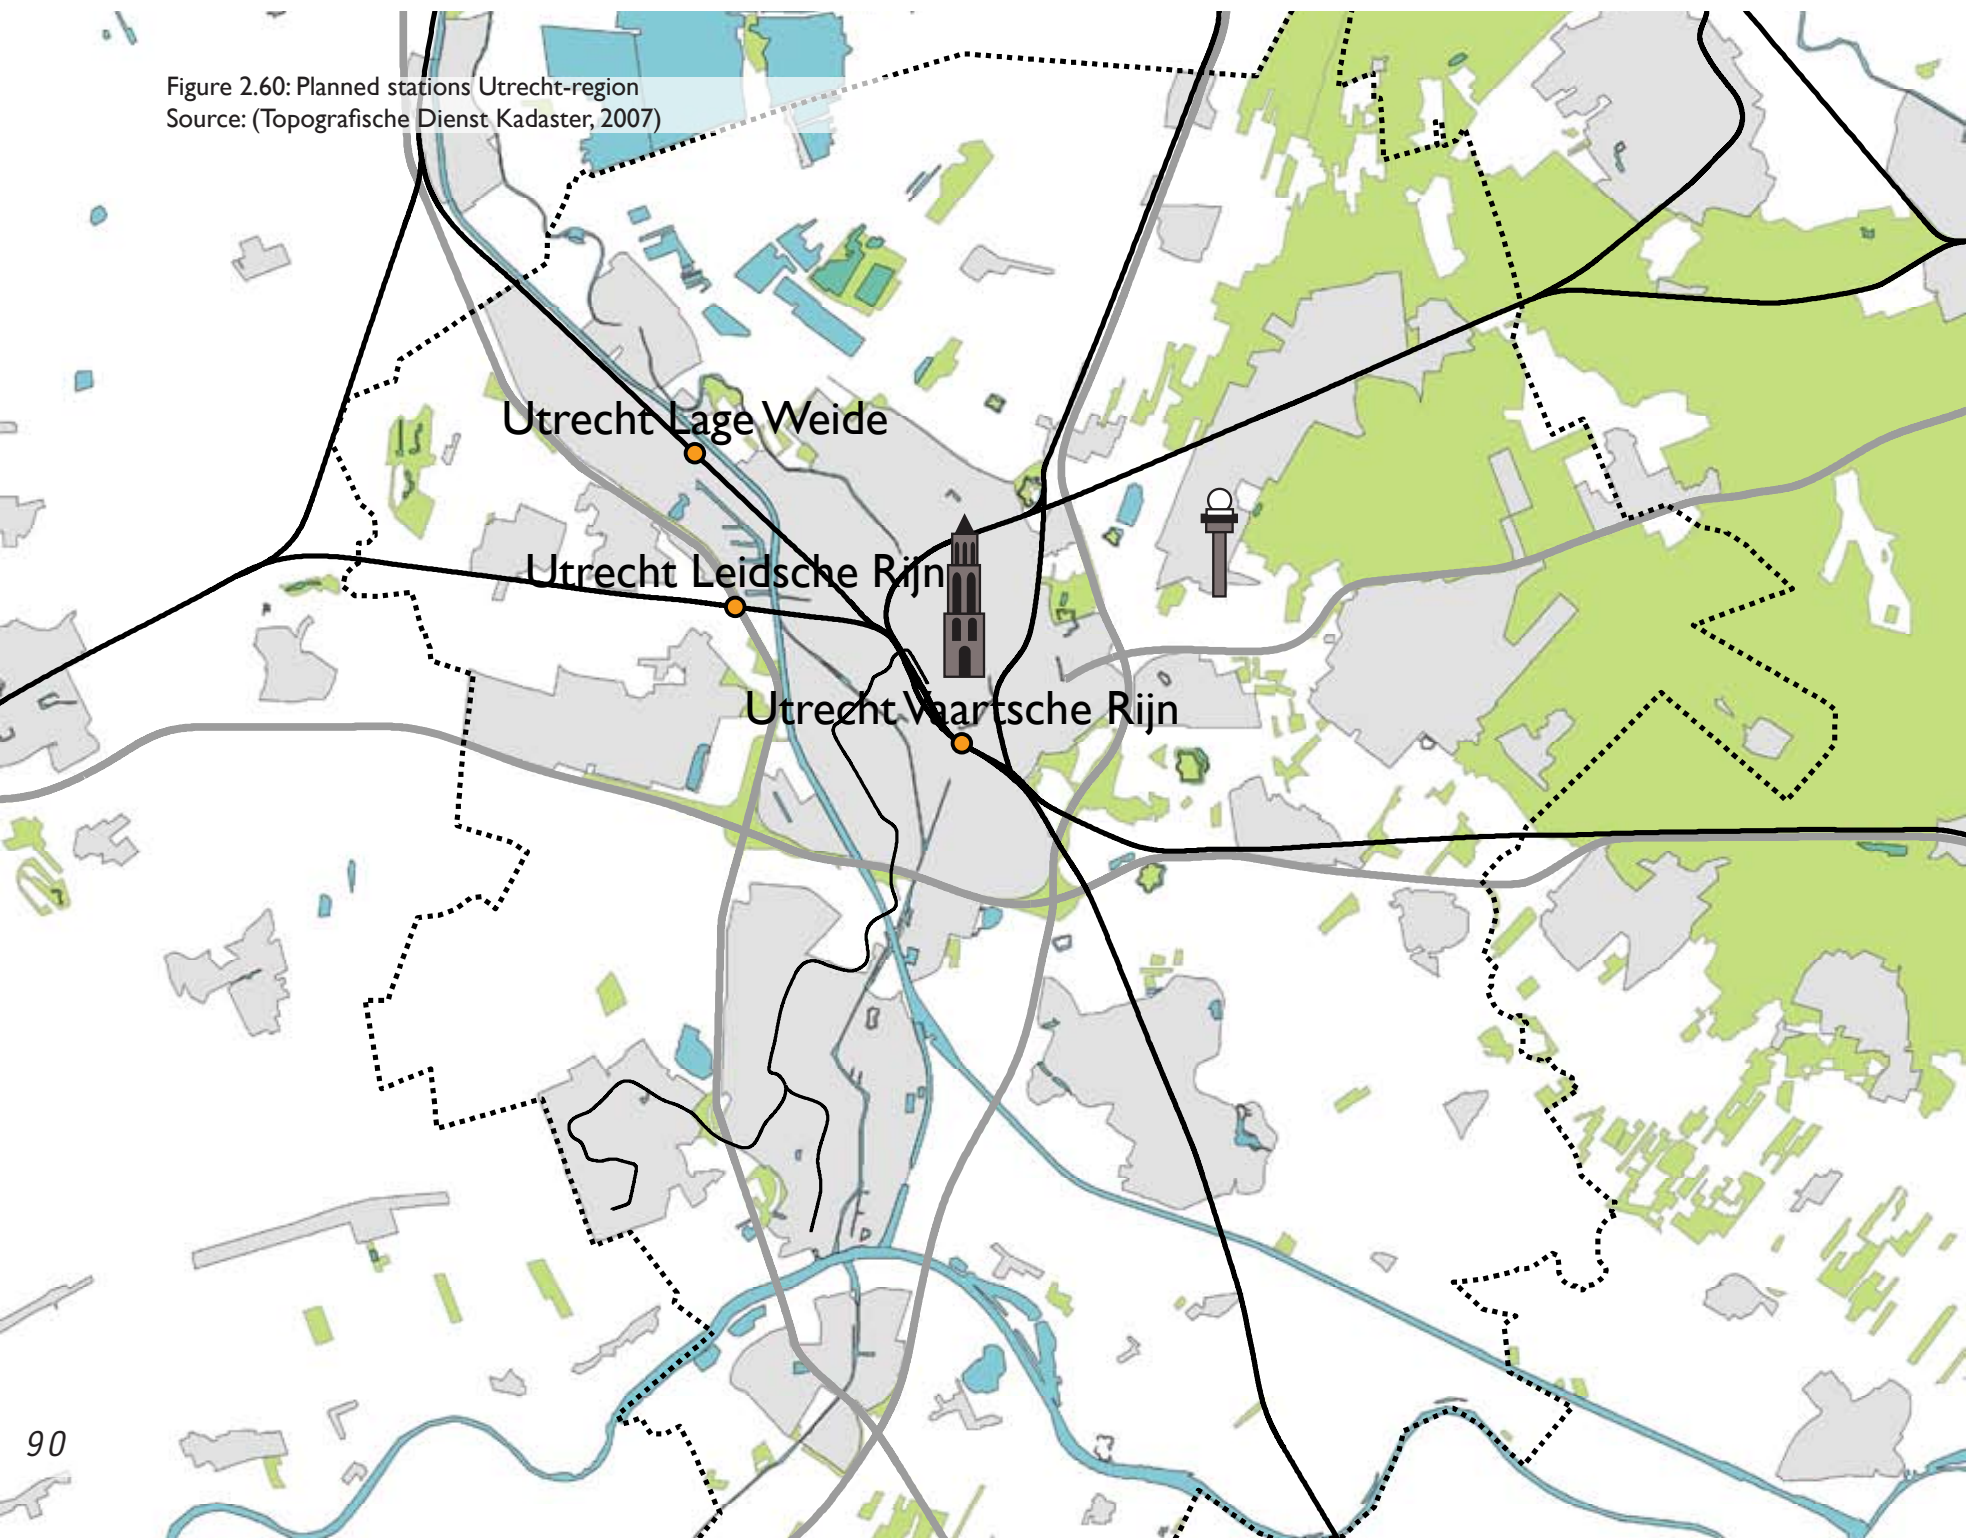 Figure 2.60: Planned stations Utrecht-region
Source: (Topografische Dienst Kadaster, 2007)
Utrecht Lage Weide
Utrecht Leidsche Rijn
Utrecht Vaartsche Rijn
90